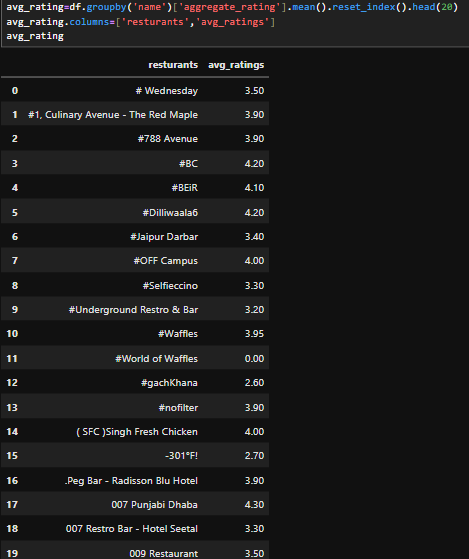 avg_rating=df.groupby('name')['aggregate_rating'].mean().reset_index().head(20)
avg_rating.columns=['resturants','avg_ratings']
avg_rating
resturants avg_ratings
0 # Wednesday 3.50
1 #1, Culinary Avenue - The Red Maple 3.90
2 #788 Avenue 3.90
3 #BC 4.20
4 #BEiR 4.10
5 #Dilliwaala6 4.20
6 #Jaipur Darbar 3.40
7 #OFF Campus 4.00
8 #Selfieccino 3.30
9 #Underground Restro & Bar 3.20
10 #Waffles 3.95
11 #World of Waffles 0.00
12 #gachKhana 2.60
13 #nofilter 3.90
14 ( SFC )Singh Fresh Chicken 4.00
15 -301°F! 2.70
16 .Peg Bar - Radisson Blu Hotel 3.90
17 007 Punjabi Dhaba 4.30
18 007 Restro Bar - Hotel Seetal 3.30
19 009 Restaurant 3.50